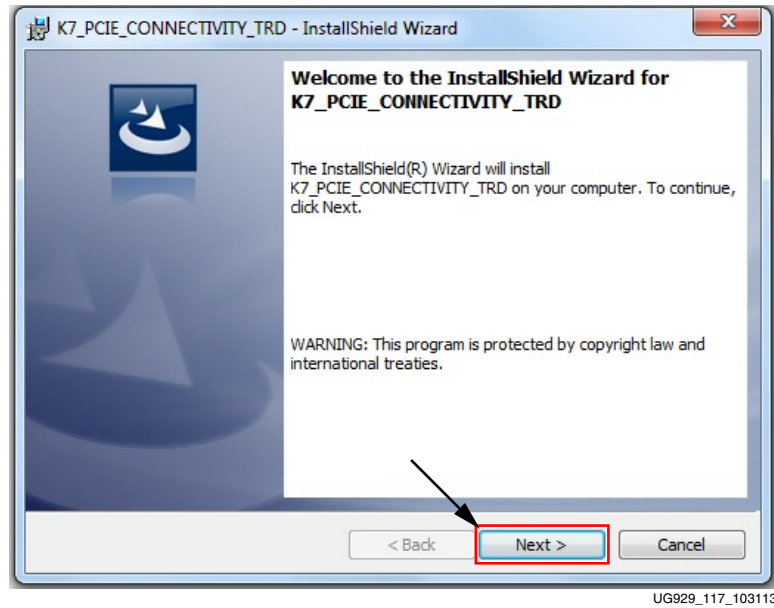 K7_PCIE_CONNECTIVITY_TRD - InstallShield Wizard
Welcome to the InstallShield Wizard for
K7_PCIE_CONNECTIVITY_TRD
The InstallShield(R) Wizard will install
K7_PCIE_CONNECTIVITY_TRD on your computer. To continue,
click Next.
WARNING: This program is protected by copyright law and
international treaties.
< Back Next > Cancel
UG929_117_103113